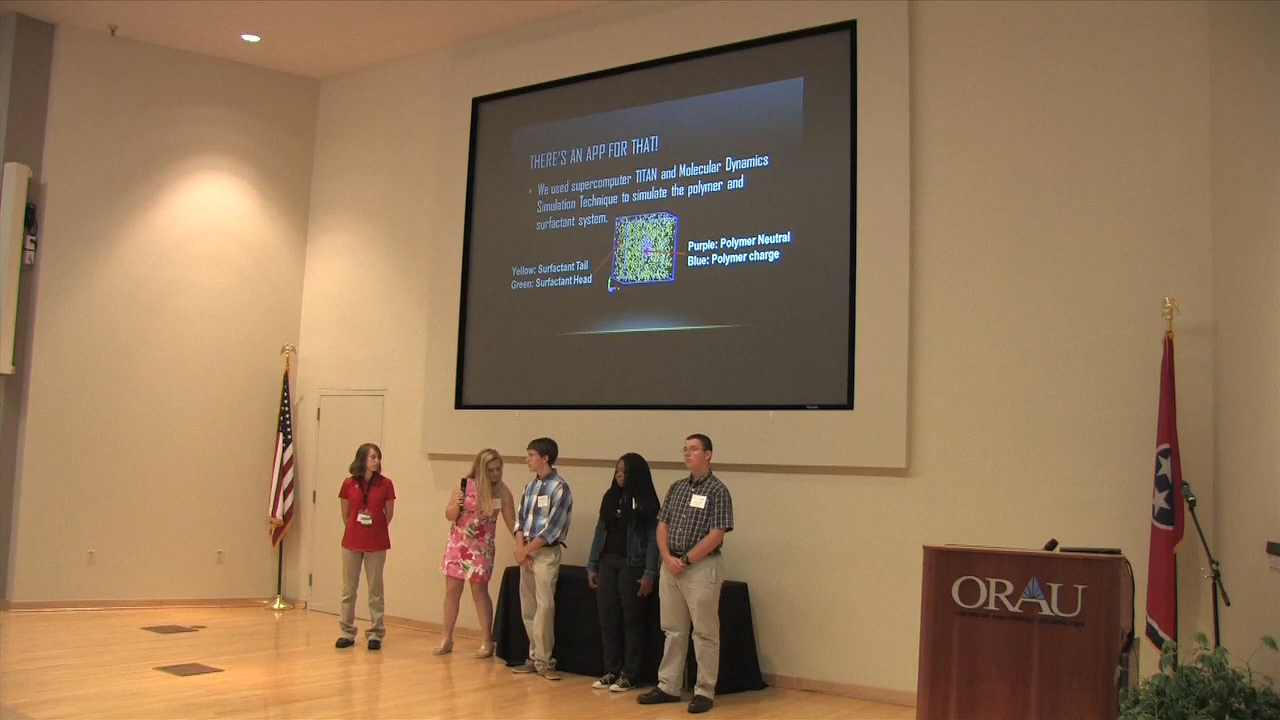 THERE'S AN APP FOR THAT!
• We used supercomputer TITAN and Molecular Dynamics
Simulation Technique to simulate the polymer and
surfactant system.
Purple: Polymer Neutral
Blue: Polymer charge
Yellow: Surfactant Tail
Green: Surfactant Head
ORAU